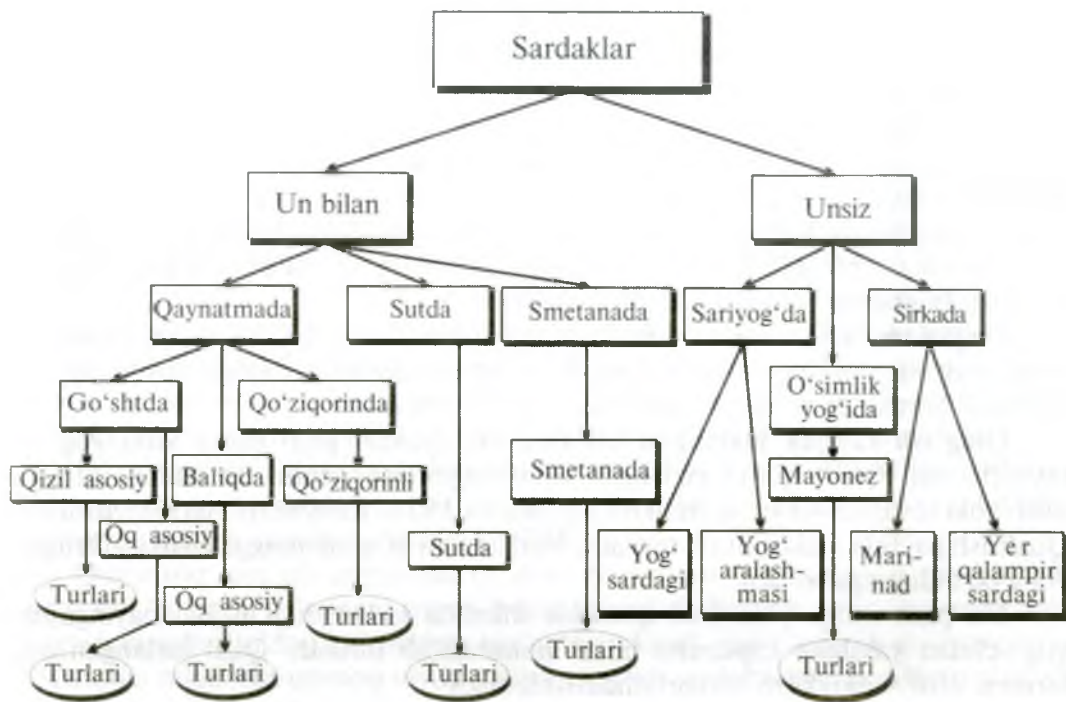 Sardaklar
Un bilan
Unsiz
Qaynatmada
Sutda
Smetanada
Sariyog‘da
Sirkada
Go‘shtda
Qo‘ziqorinda
O‘simlik
yog‘ida
Qizil asosiy
Baliqda
Qo‘ziqorinli
Smetanada
Mayonez
Oq asosiy
Sutda
Yog‘
sardagi
Yog‘
aralash-
masi
Mari-
nad
Yer
qalampir
sardagi
Turlari
Oq asosiy
Turlari
Turlari
Turlari
Turlari
Turlari
Turlari